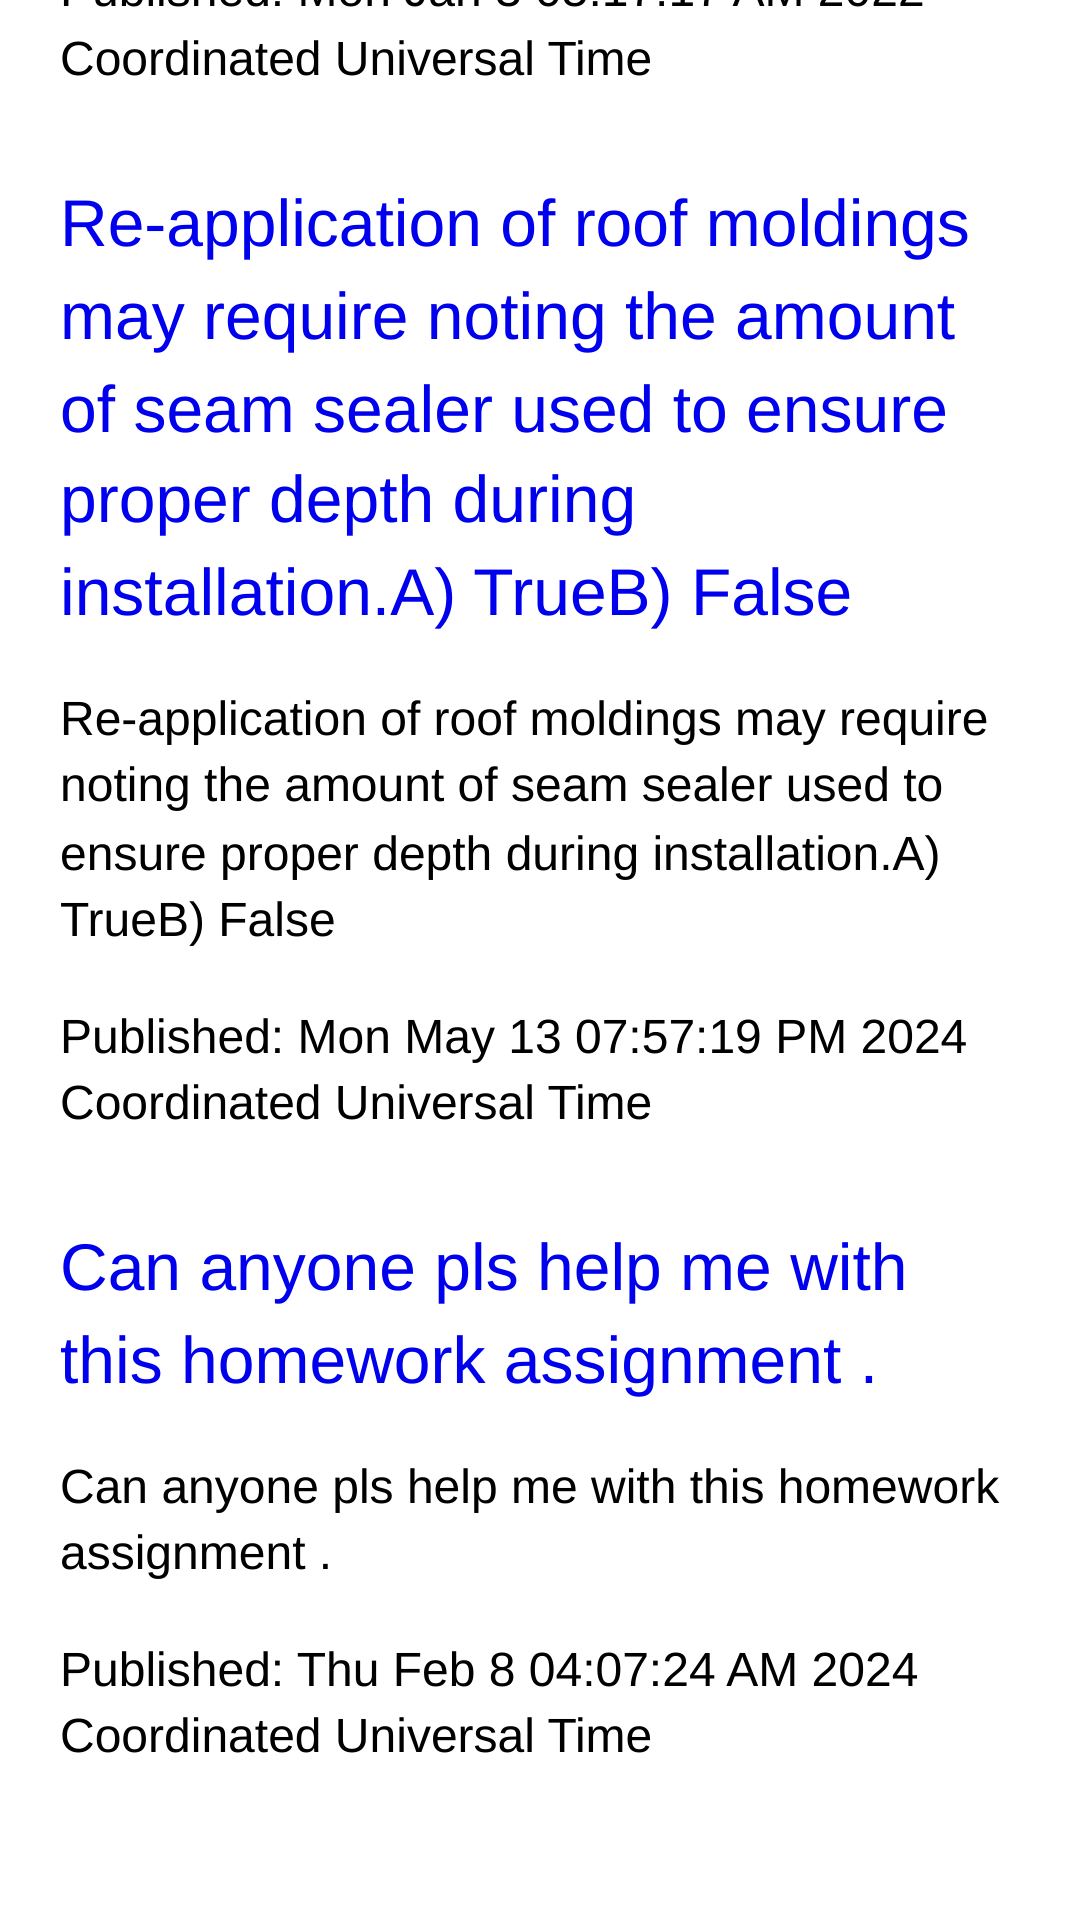 Coordinated Universal Time
Re-application of roof moldings
may require noting the amount
of seam sealer used to ensure
proper depth during
installation.A) TrueB) False
Re-application of roof moldings may require
noting the amount of seam sealer used to
ensure proper depth during installation.A)
TrueB) False
Published: Mon May 13 07:57:19 PM 2024
Coordinated Universal Time
Can anyone pls help me with
this homework assignment .
Can anyone pls help me with this homework
assignment .
Published: Thu Feb 8 04:07:24 AM 2024
Coordinated Universal Time